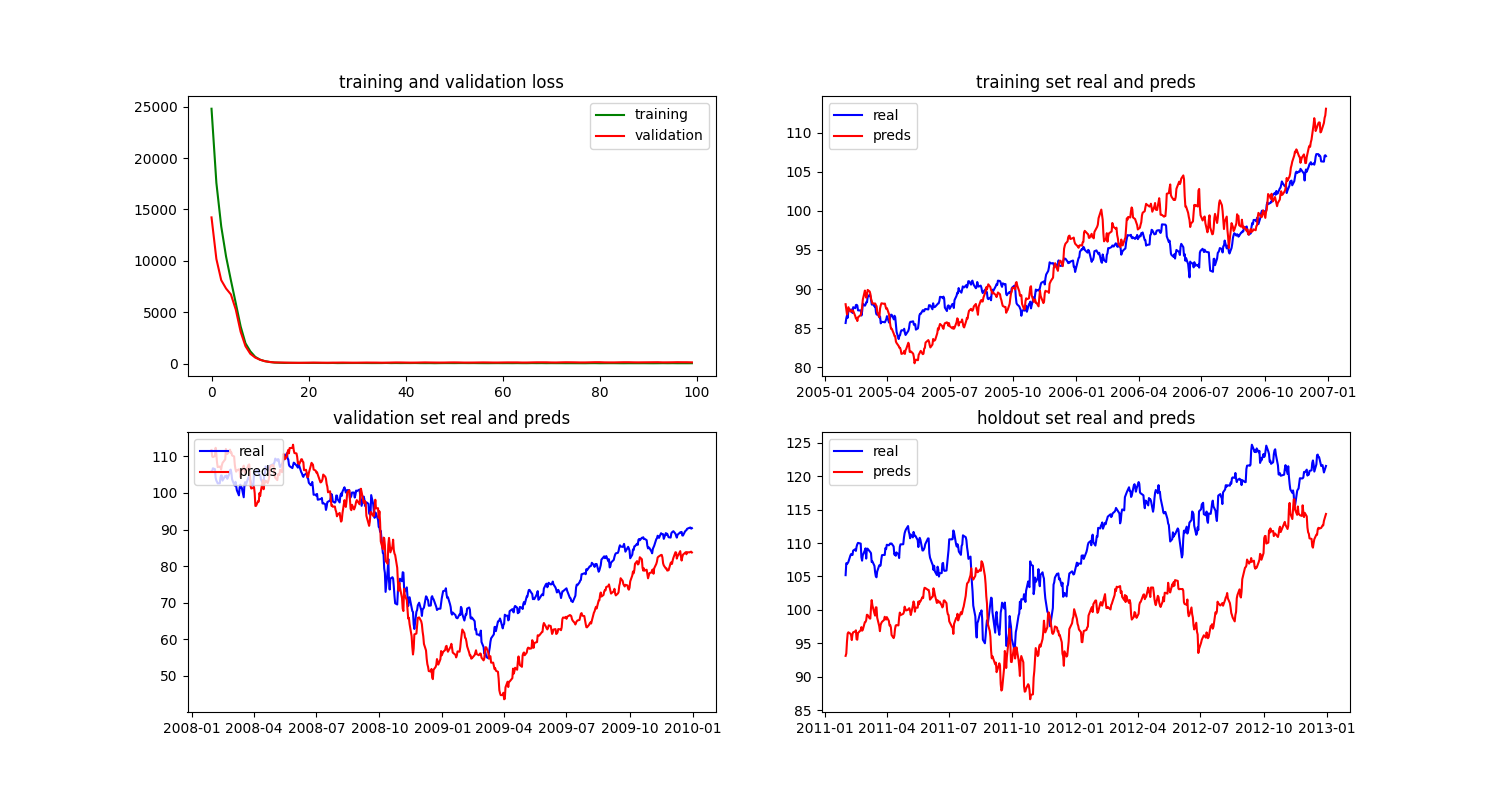 training and validation loss
25000
20000
15000
10000
5000
0
training
validation
0 20 40 60 80 100
training set real and preds
110
105
100
95
90
85
80
real
preds
2005-01 2005-04 2005-07 2005-10 2006-01 2006-04 2006-07 2006-10 2007-01
validation set real and preds
110
100
90
80
70
60
50
real
preds
2008-01 2008-04 2008-07 2008-10 2009-01 2009-04 2009-07 2009-10 2010-01
holdout set real and preds
125
120
115
110
105
100
95
90
85
real
preds
2011-01 2011-04 2011-07 2011-10 2012-01 2012-04 2012-07 2012-10 2013-01